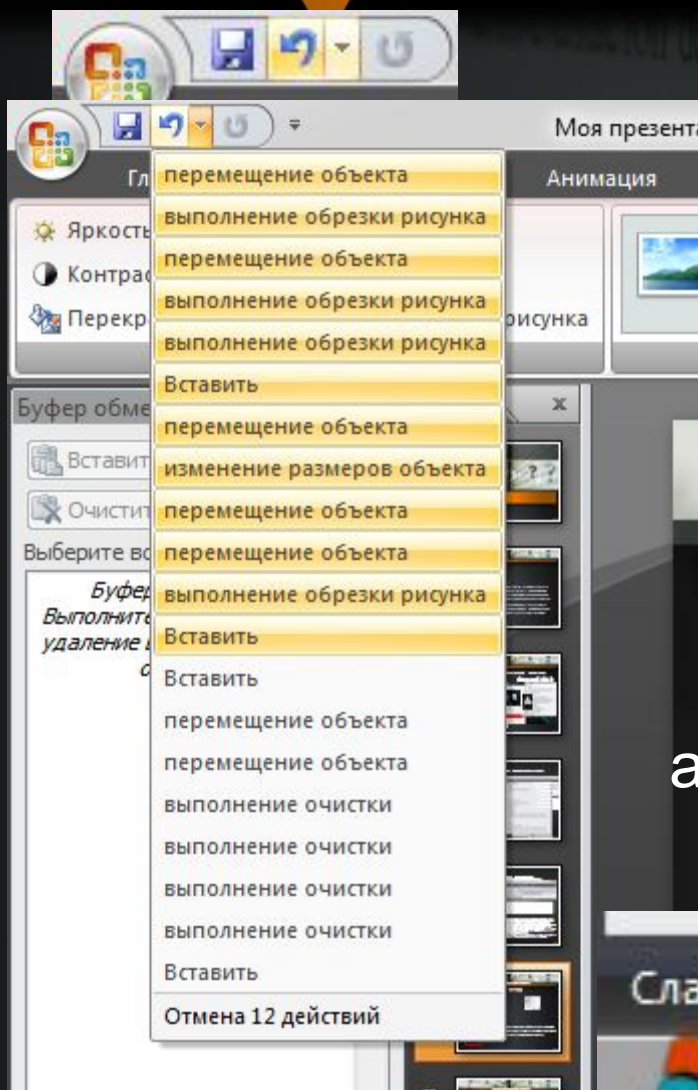 Моя презент
Анимация
Яркость
Контрас
Перекр
рисунка
перемещение объекта
выполнение обрезки рисунка
перемещение объекта
выполнение обрезки рисунка
выполнение обрезки рисунка
Вставить
перемещение объекта
изменение размеров объекта
перемещение объекта
перемещение объекта
выполнение обрезки рисунка
Вставить
Вставить
перемещение объекта
перемещение объекта
выполнение очистки
выполнение очистки
выполнение очистки
выполнение очистки
Вставить
Отмена 12 действий
Буфер обме
Вставит
Очистит
Выберите вс
Буфер
Выполните
удаление
а
Сла